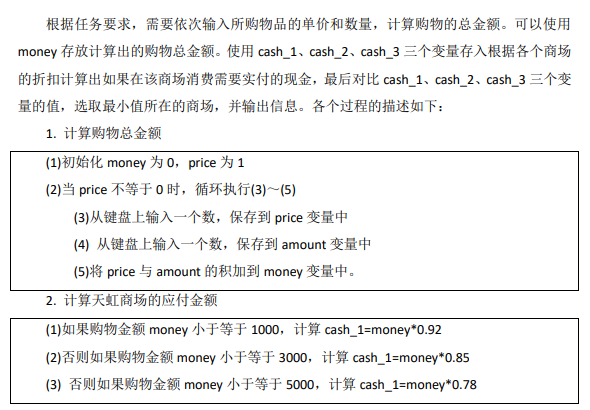 根据任务要求，需要依次输入所购物品的单价和数量，计算购物的总金额。可以使用
money 存放计算出的购物总金额。使用 cash_1、cash_2、cash_3 三个变量存入根据各个商场
的折扣计算出如果在该商场消费需要实付的现金，最后对比 cash_1、cash_2、cash_3 三个变
量的值，选取最小值所在的商场，并输出信息。各个过程的描述如下：
1. 计算购物总金额
(1)初始化 money 为 0，price 为 1
(2)当 price 不等于 0 时，循环执行(3)～(5)
(3)从键盘上输入一个数，保存到 price 变量中
(4) 从键盘上输入一个数，保存到 amount 变量中
(5)将 price 与 amount 的积加到 money 变量中。
2. 计算天虹商场的应付金额
(1)如果购物金额 money 小于等于 1000，计算 cash_1=money*0.92
(2)否则如果购物金额 money 小于等于 3000，计算 cash_1=money*0.85
(3) 否则如果购物金额 money 小于等于 5000，计算 cash_1=money*0.78